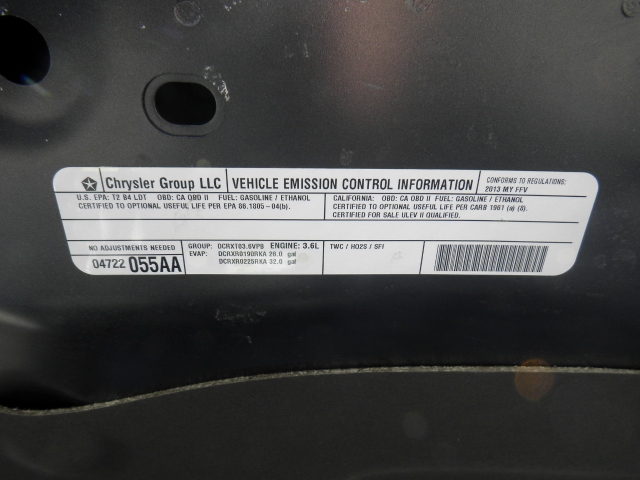 Chrysler Group LLC VEHICLE EMISSION CONTROL INFORMATION CONFORMS TO REGULATIONS:
2013 MY FFV
U.S. EPA: T2 B4 LDT OBD: CA OBD II FUEL: GASOLINE / ETHANOL
CERTIFIED TO OPTIONAL USEFUL LIFE PER EPA 86.1805-04(b).
CALIFORNIA: OBD: CA OBD II FUEL: GASOLINE / ETHANOL
CERTIFIED TO OPTIONAL USEFUL LIFE PER CARB 1961 (a) (8).
CERTIFIED FOR SALE ULEV II PURPOSES.
NO ADJUSTMENTS NEEDED
04722 055AA
GROUP: DCRXT03.6VP8 ENGINE: 3.6L
EVAP: DCRXR0190RKA 26.0 gal
DCRXR0225RKA 32.0 gal
TWC / HO2S / SFI